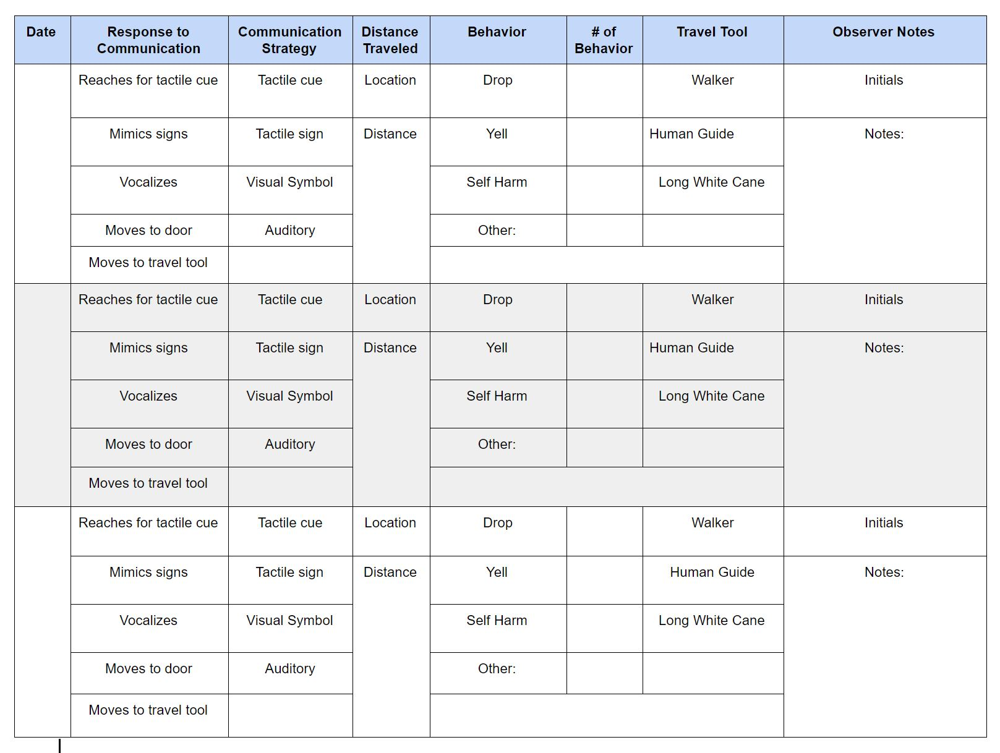 Date Response to Communication Communication Strategy Distance Traveled Behavior # of Behavior Travel Tool Observer Notes
Reaches for tactile cue Tactile cue Location Drop Walker Initials
Mimics signs Tactile sign Distance Yell Human Guide Notes:
Vocalizes Visual Symbol Self Harm Long White Cane
Moves to door Auditory Other:
Moves to travel tool
Reaches for tactile cue Tactile cue Location Drop Walker Initials
Mimics signs Tactile sign Distance Yell Human Guide Notes:
Vocalizes Visual Symbol Self Harm Long White Cane
Moves to door Auditory Other:
Moves to travel tool
Reaches for tactile cue Tactile cue Location Drop Walker Initials
Mimics signs Tactile sign Distance Yell Human Guide Notes:
Vocalizes Visual Symbol Self Harm Long White Cane
Moves to door Auditory Other:
Moves to travel tool